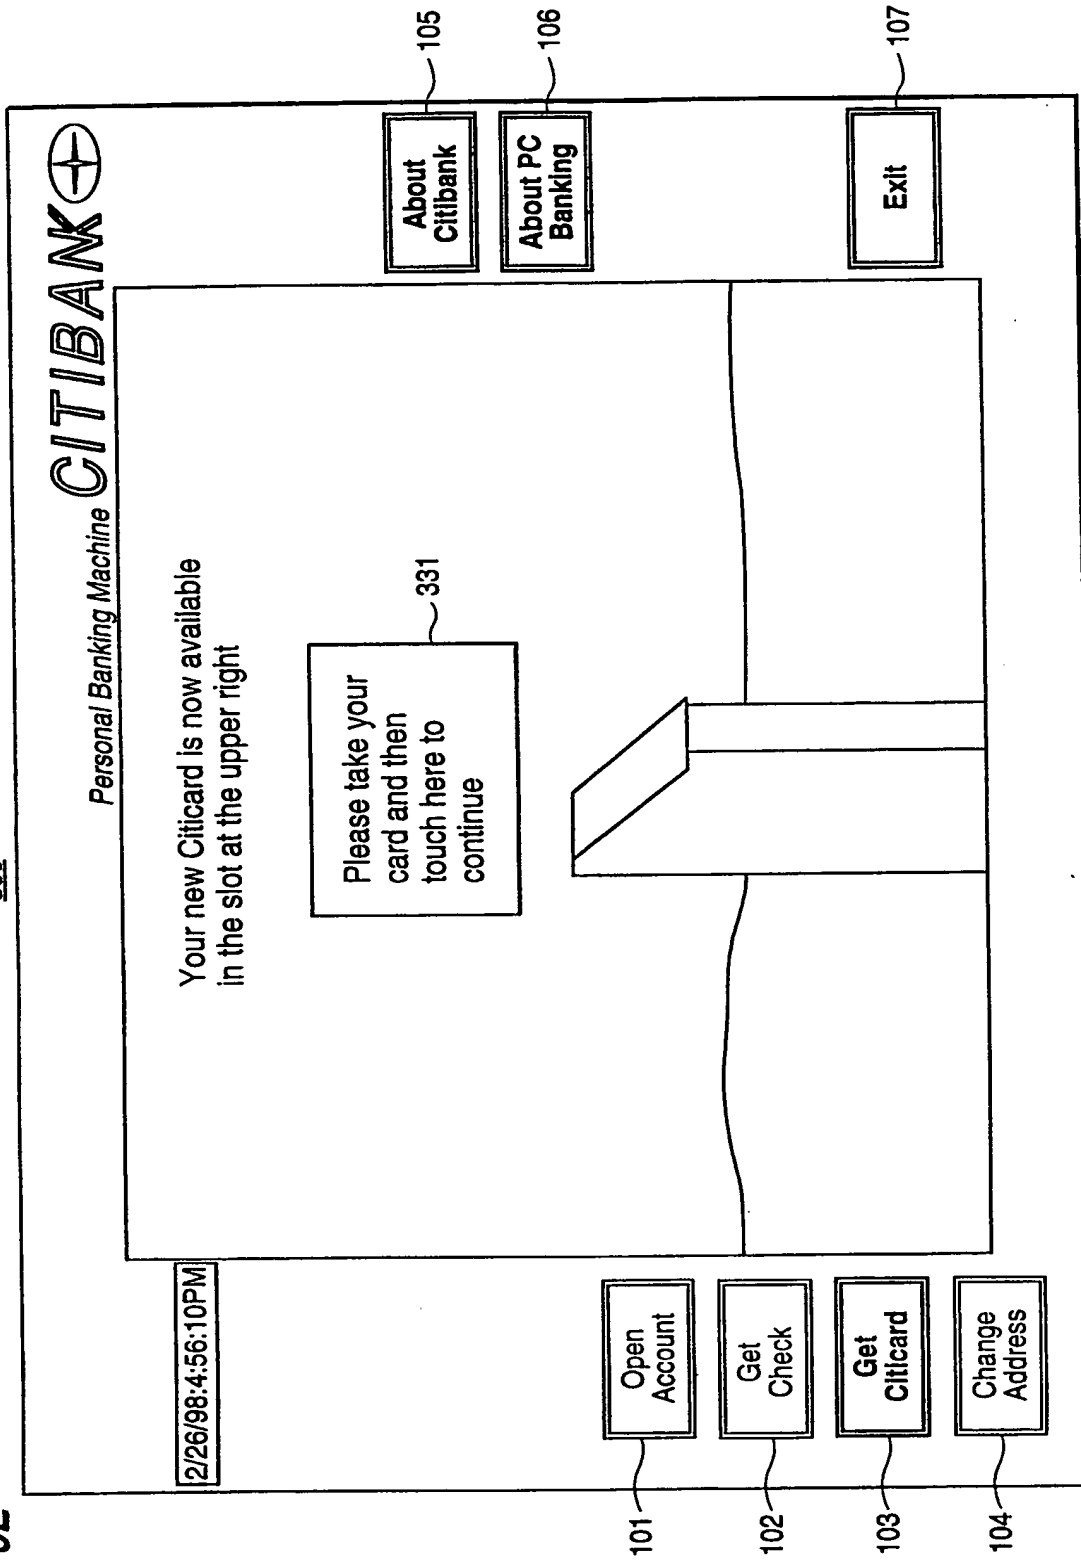 Personal Banking Machine CITIBANK
2/26/98:4:56:10PM
Your new Citicard is now available
in the slot at the upper right
Please take your
card and then
touch here to
continue
331
101
Open
Account
102
Get
Check
103
Get
Citicard
104
Change
Address
About
Citibank
105
About PC
Banking
106
Exit
107